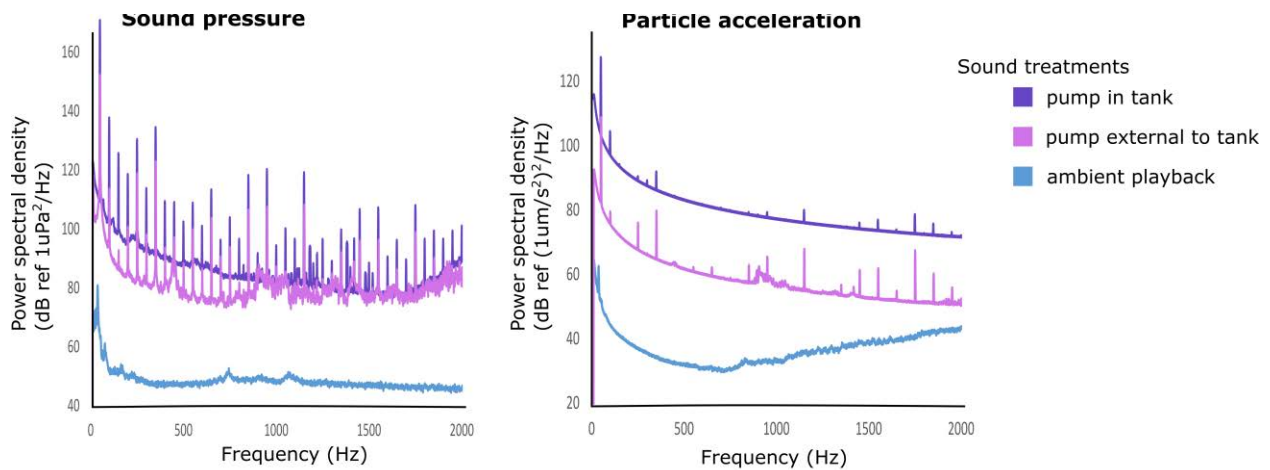 Sound pressure
Particle acceleration
Power spectral density
(dB ref 1uPa²/Hz)
160
140
120
100
80
60
40
0
500
1000
1500
2000
Frequency (Hz)
Power spectral density
(dB ref (1um/s²)²/Hz)
120
100
80
60
40
20
0
500
1000
1500
2000
Frequency (Hz)
Sound treatments
pump in tank
pump external to tank
ambient playback